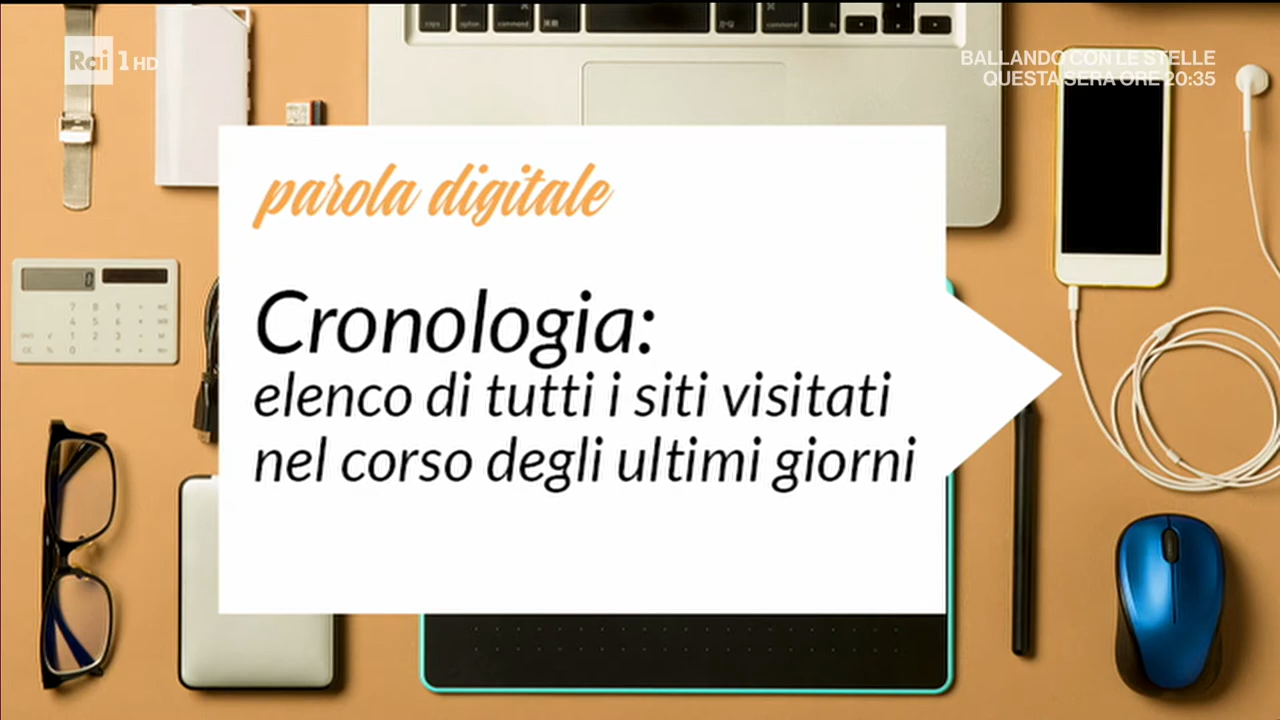 Rai 1 HD
BALLANDO CON LE STELLE
QUESTA SERA ORE 20:35
parola digitale
Cronologia:
elenco di tutti i siti visitati
nel corso degli ultimi giorni